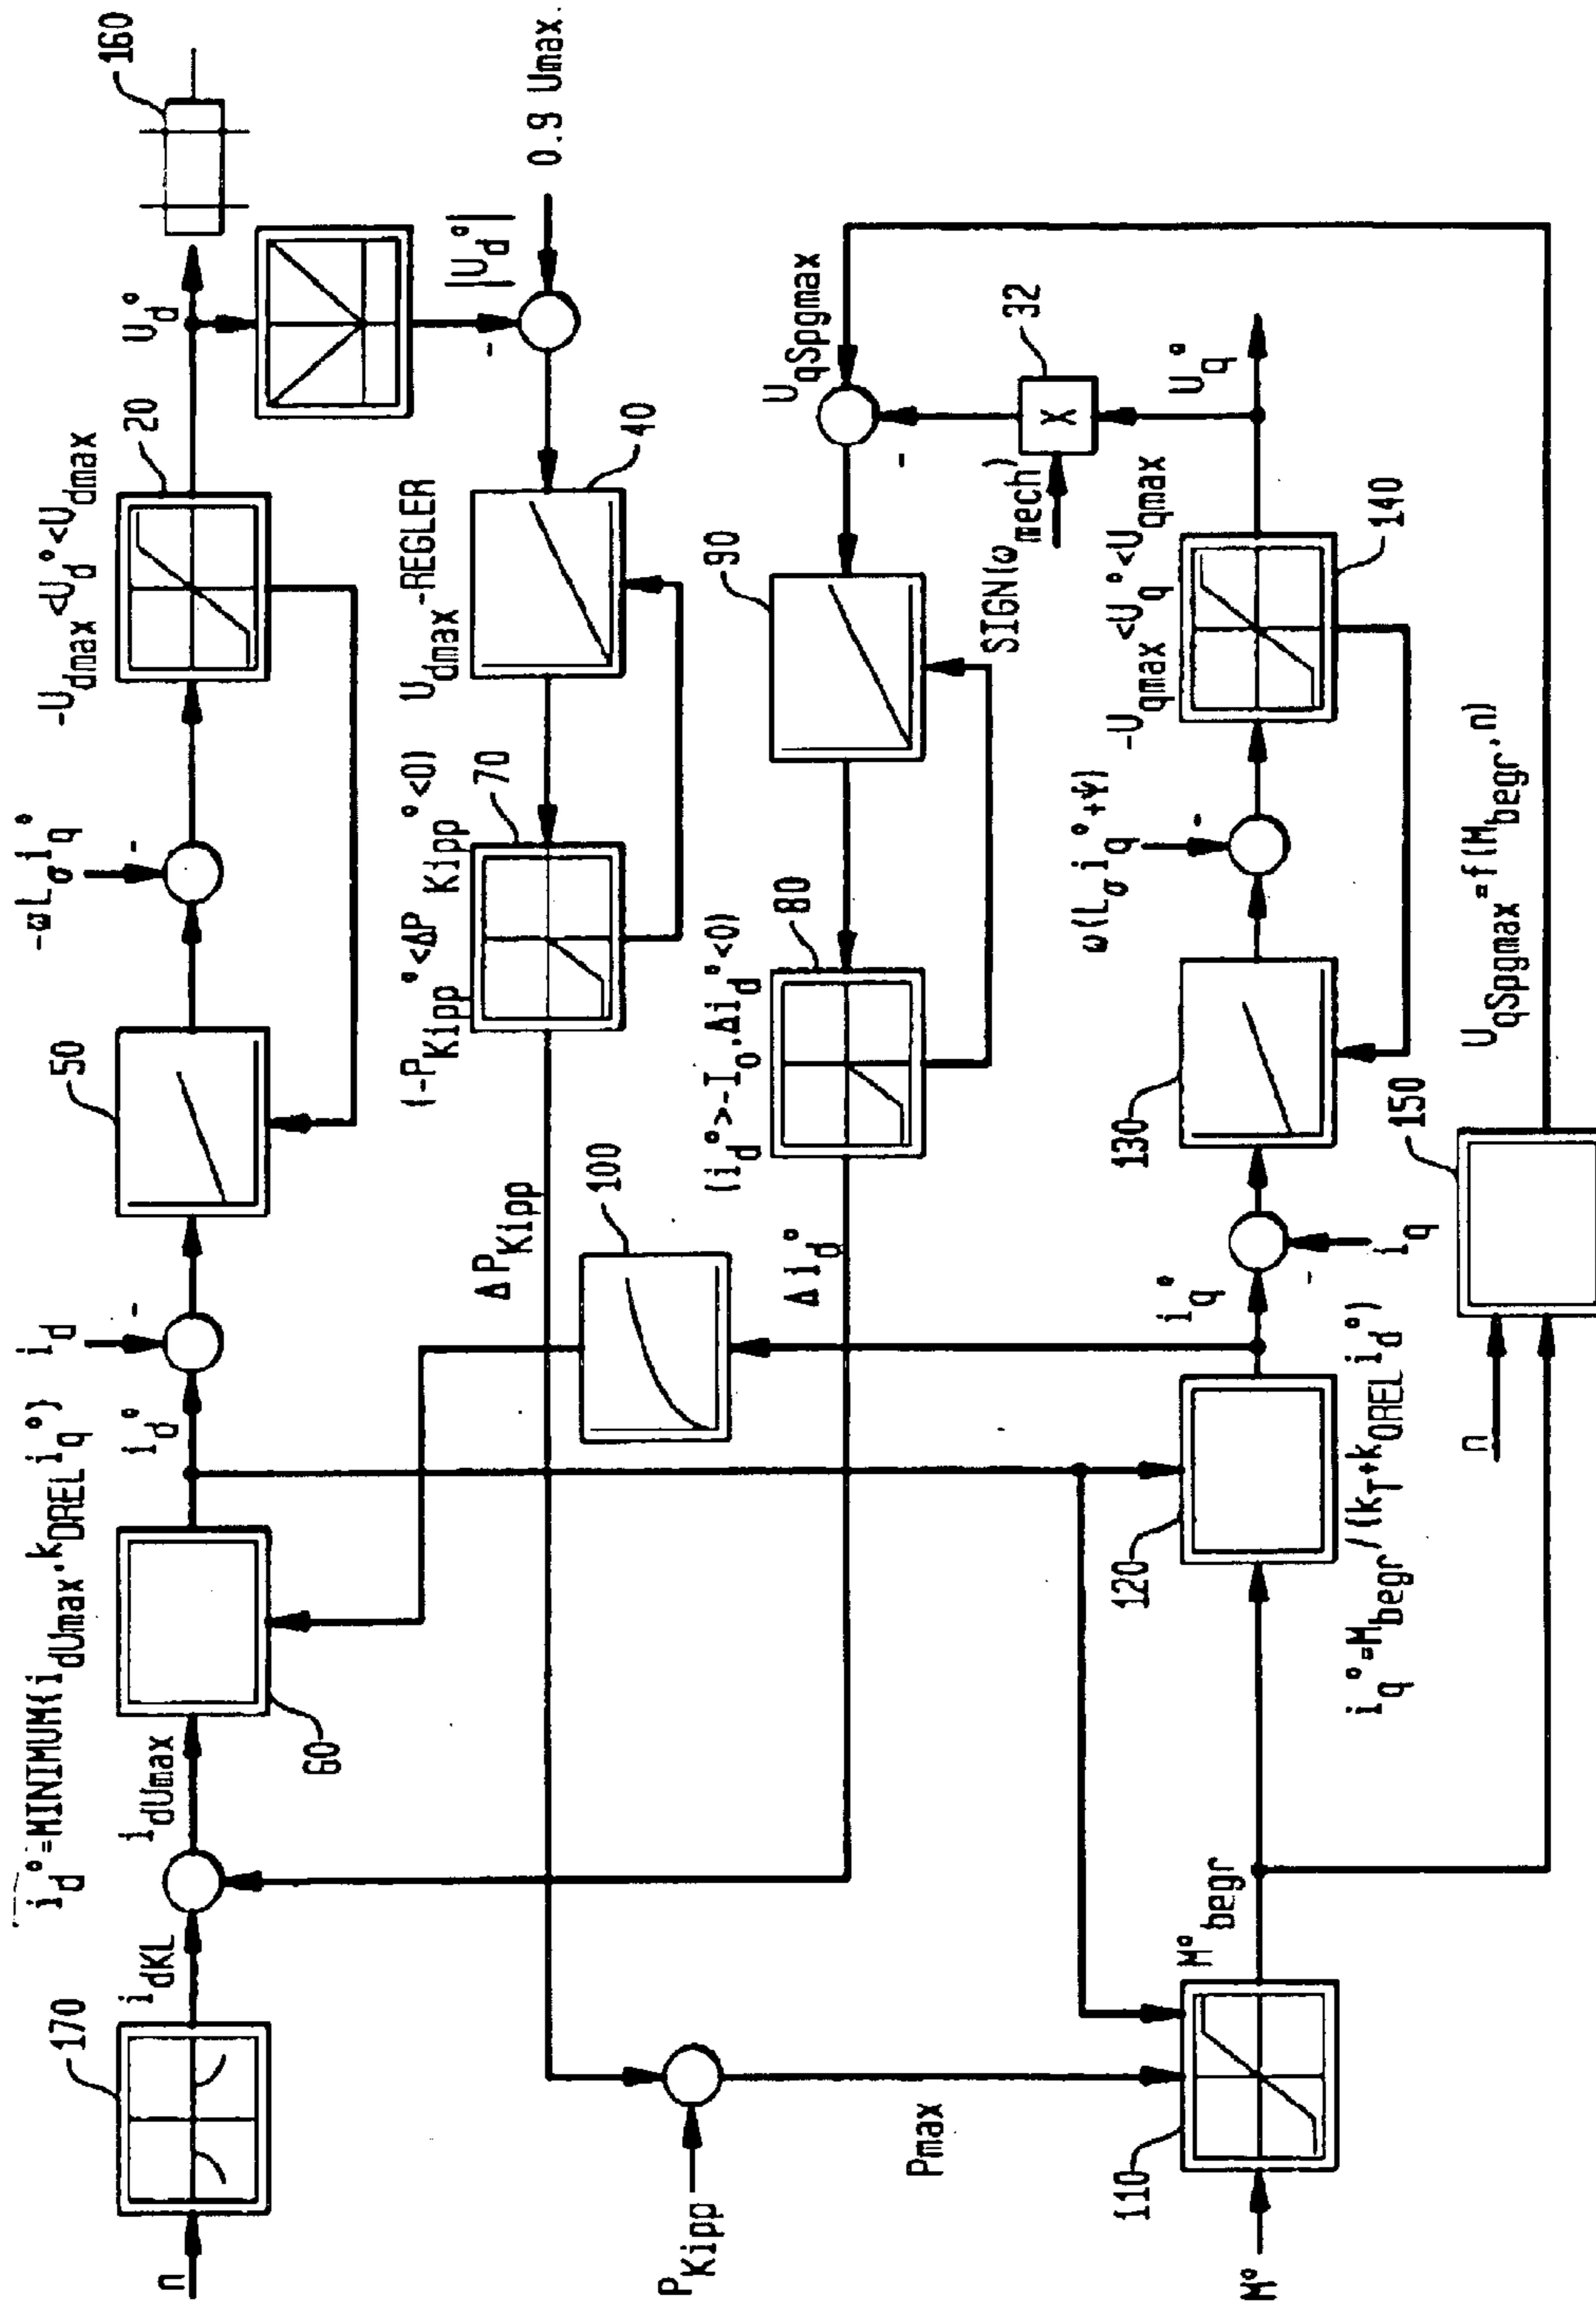 n
170
i_dKL
i_dUmax
60
i_d°=MINIMUM{i_dUmax,k_DREL i_q°}
i_d°
i_d
-
50
-ωL_σ i_q°
-
-U_dmax<U_d°<U_dmax
20
U_d°
160
|U_d°|
-
0.9 Umax.
U_dmax-REGLER
40
(-P_Kipp°<ΔP_Kipp°<0)
70
ΔP_Kipp
P_Kipp
Pmax
100
Δi_d°
(i_d°>-I_0,Δi_d°<0)
80
90
U_qSpgmax
-
X
32
SIGN(ω_mech)
M°
110
M°_begr
120
i_q°=M_begr/(k_T+k_QREL i_d°)
i_q°
-
i_q
130
ω(L_σ i_q°+Ψ)
-
-U_qmax<U_q°<U_qmax
140
U_q°
n
150
U_qSpgmax=f(M_begr,n)